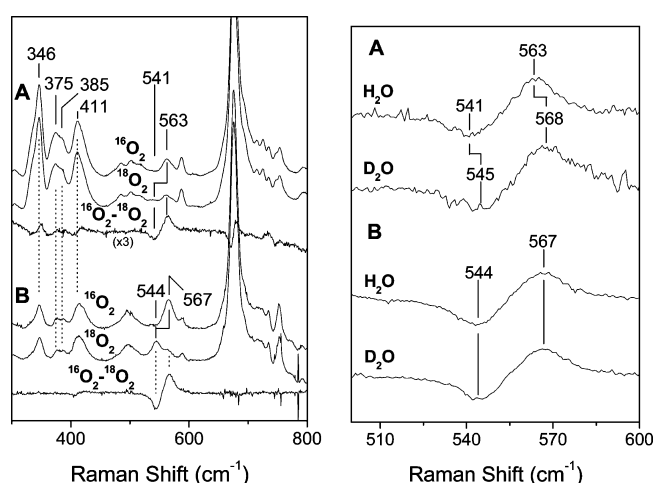 346
375
385
411
541
563
A
¹⁶O₂
¹⁸O₂
¹⁶O₂-¹⁸O₂
(x3)
B
544
567
¹⁶O₂
¹⁸O₂
¹⁶O₂-¹⁸O₂
400 600 800
Raman Shift (cm⁻¹)
A
563
H₂O
541
568
D₂O
545
B
567
H₂O
544
D₂O
510 540 570 600
Raman Shift (cm⁻¹)